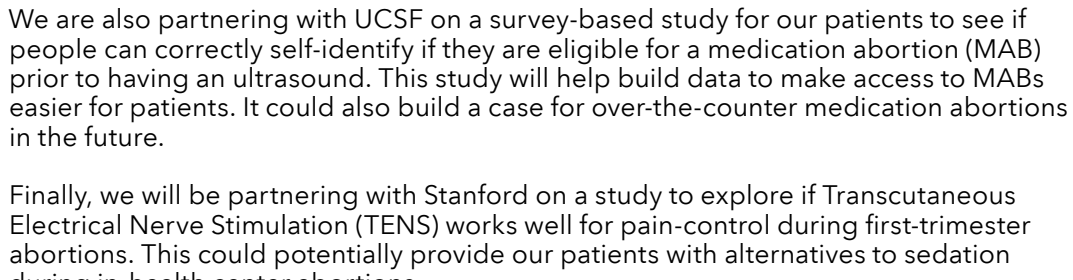 We are also partnering with UCSF on a survey-based study for our patients to see if
people can correctly self-identify if they are eligible for a medication abortion (MAB)
prior to having an ultrasound. This study will help build data to make access to MABs
easier for patients. It could also build a case for over-the-counter medication abortions
in the future.
Finally, we will be partnering with Stanford on a study to explore if Transcutaneous
Electrical Nerve Stimulation (TENS) works well for pain-control during first-trimester
abortions. This could potentially provide our patients with alternatives to sedation
during in-health center abortions.